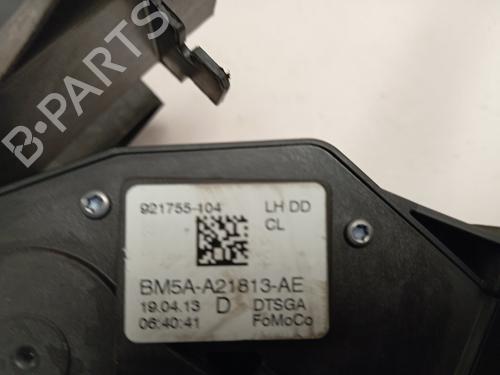 B-PARTS
921755-104 LH DD
CL
BM5A-A21813-AE
19.04.13 D DTSGA
06:40:41 FoMoCo